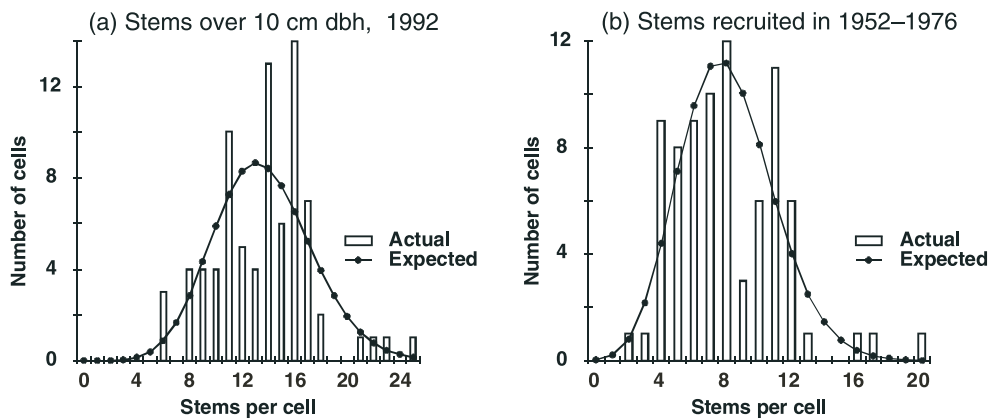 (a) Stems over 10 cm dbh, 1992
12
8
4
0
Number of cells
Actual
Expected
0 4 8 12 16 20 24
Stems per cell
(b) Stems recruited in 1952–1976
12
8
4
0
Number of cells
Actual
Expected
0 4 8 12 16 20
Stems per cell